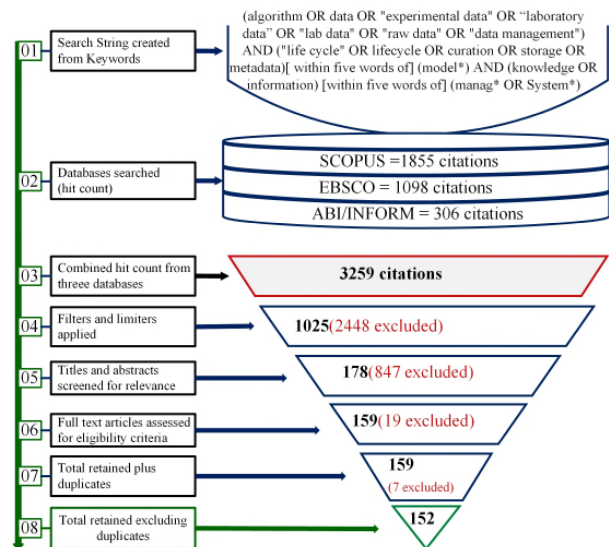 01
Search String created
from Keywords
(algorithm OR data OR "experimental data" OR “laboratory
data” OR "lab data" OR "raw data" OR "data management")
AND ("life cycle" OR lifecycle OR curation OR storage OR
metadata)[ within five words of] (model*) AND (knowledge OR
information) [within five words of] (manag* OR System*)
02
Databases searched
(hit count)
SCOPUS =1855 citations
EBSCO = 1098 citations
ABI/INFORM = 306 citations
03
Combined hit count from
threee databases
3259 citations
04
Filters and limiters
applied
1025(2448 excluded)
05
Titles and abstracts
screened for relevance
178(847 excluded)
06
Full text articles assessed
for eligibility criteria
159(19 excluded)
07
Total retained plus
duplicates
159
(7 excluded)
08
Total retained excluding
duplicates
152